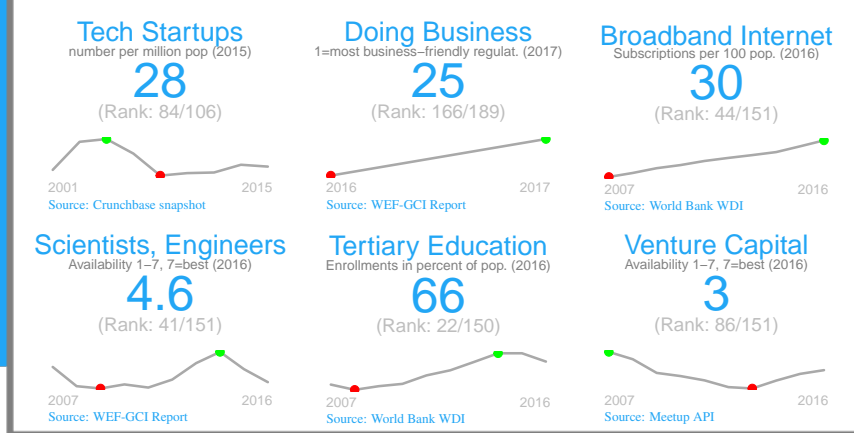 Tech Startups
number per million pop (2015)
28
(Rank: 84/106)
2001 2015
Source: Crunchbase snapshot
Doing Business
1=most business−friendly regulat. (2017)
25
(Rank: 166/189)
2016 2017
Source: WEF-GCI Report
Broadband Internet
Subscriptions per 100 pop. (2016)
30
(Rank: 44/151)
2007 2016
Source: World Bank WDI
Scientists, Engineers
Availability 1−7, 7=best (2016)
4.6
(Rank: 41/151)
2007 2016
Source: WEF-GCI Report
Tertiary Education
Enrollments in percent of pop. (2016)
66
(Rank: 22/150)
2007 2016
Source: World Bank WDI
Venture Capital
Availability 1−7, 7=best (2016)
3
(Rank: 86/151)
2007 2016
Source: Meetup API